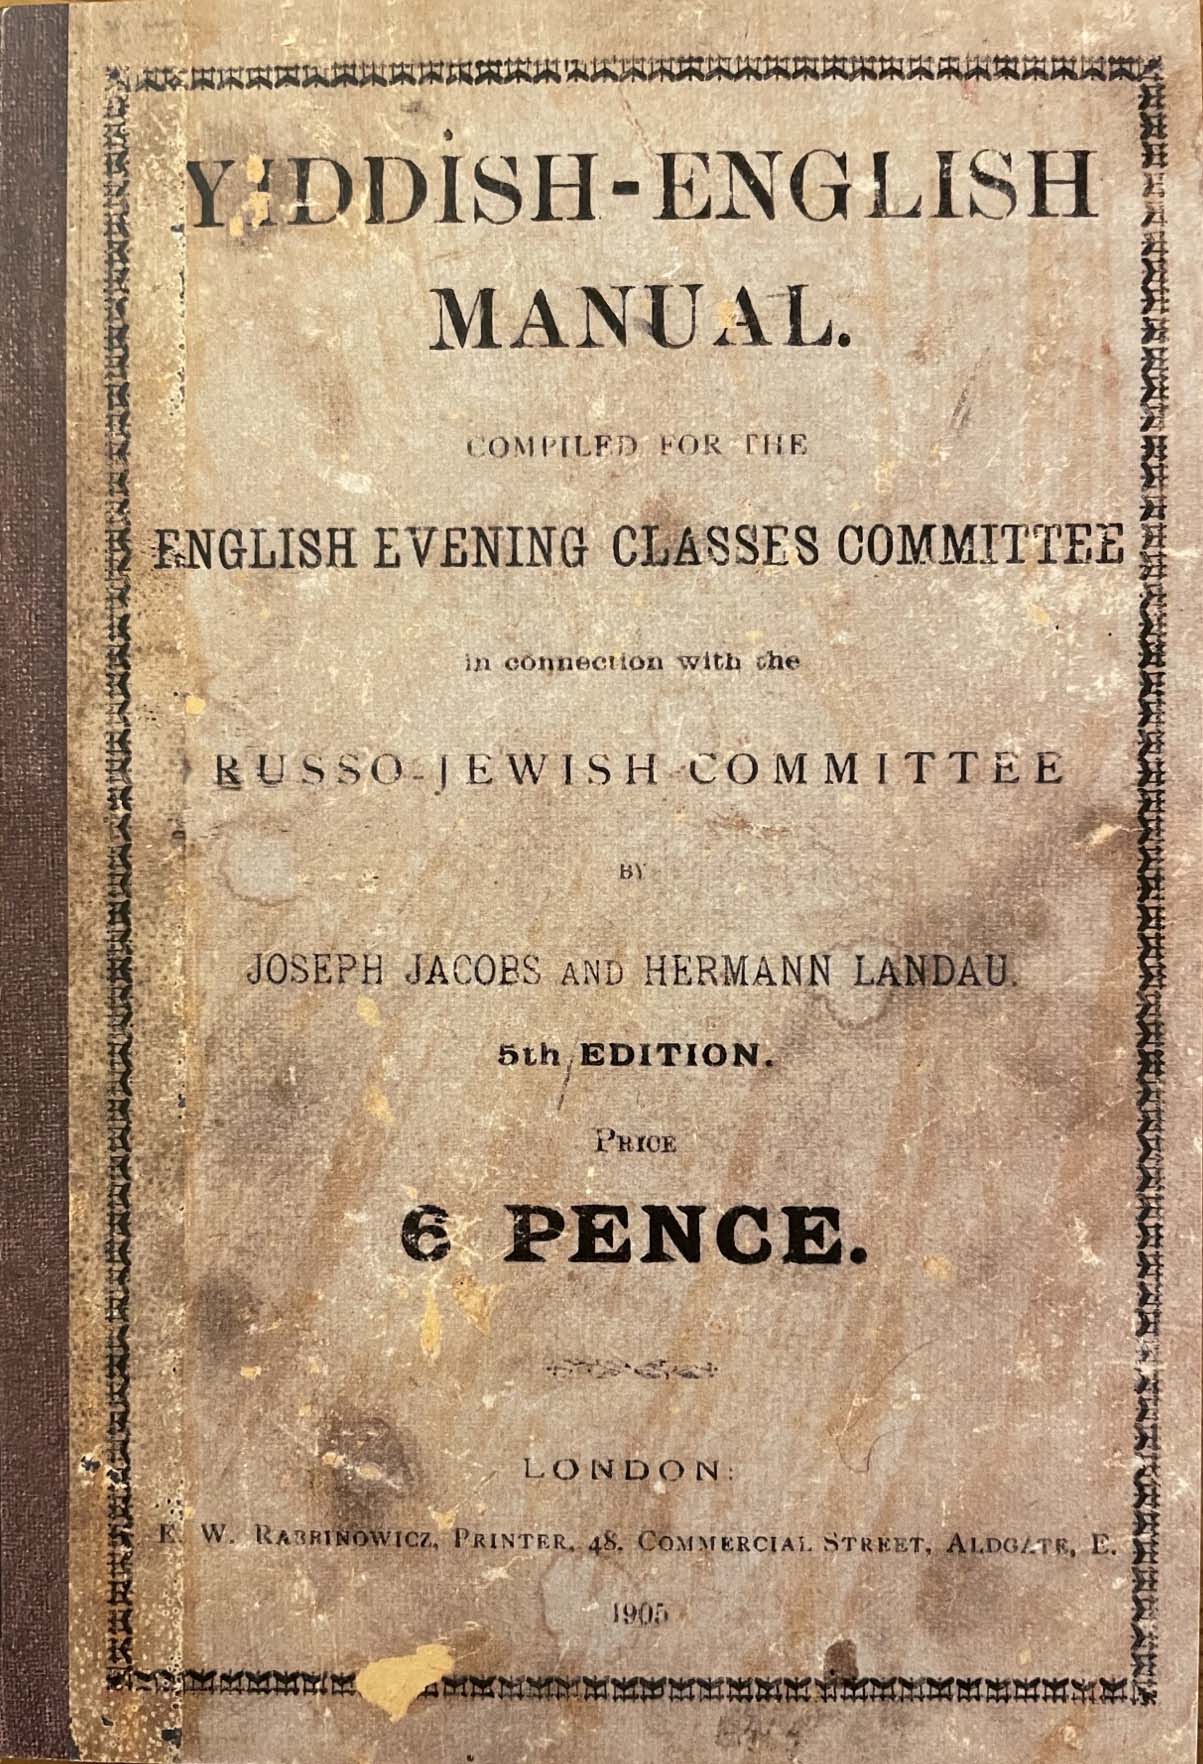 YIDDISH-ENGLISH
MANUAL.
COMPILED FOR THE
ENGLISH EVENING CLASSES COMMITTEE
in connection with the
RUSSO-JEWISH COMMITTEE
BY
JOSEPH JACOBS AND HERMANN LANDAU.
5th EDITION.
PRICE
6 PENCE.
LONDON:
E. W. RABBINOWICZ, PRINTER, 48, COMMERCIAL STREET, ALDGATE, E.
1905